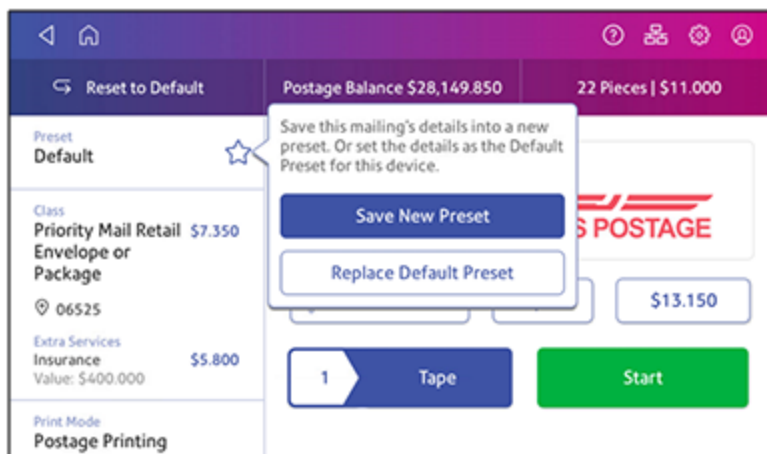 Reset to Default
Postage Balance $28,149.850
22 Pieces | $11.000
Preset
Default
Save this mailing's details into a new
preset. Or set the details as the Default
Preset for this device.
Save New Preset
Replace Default Preset
Class
Priority Mail Retail $7.350
Envelope or
Package
06525
Extra Services
Insurance $5.800
Value: $400.000
Print Mode
Postage Printing
S POSTAGE
$13.150
1 Tape
Start